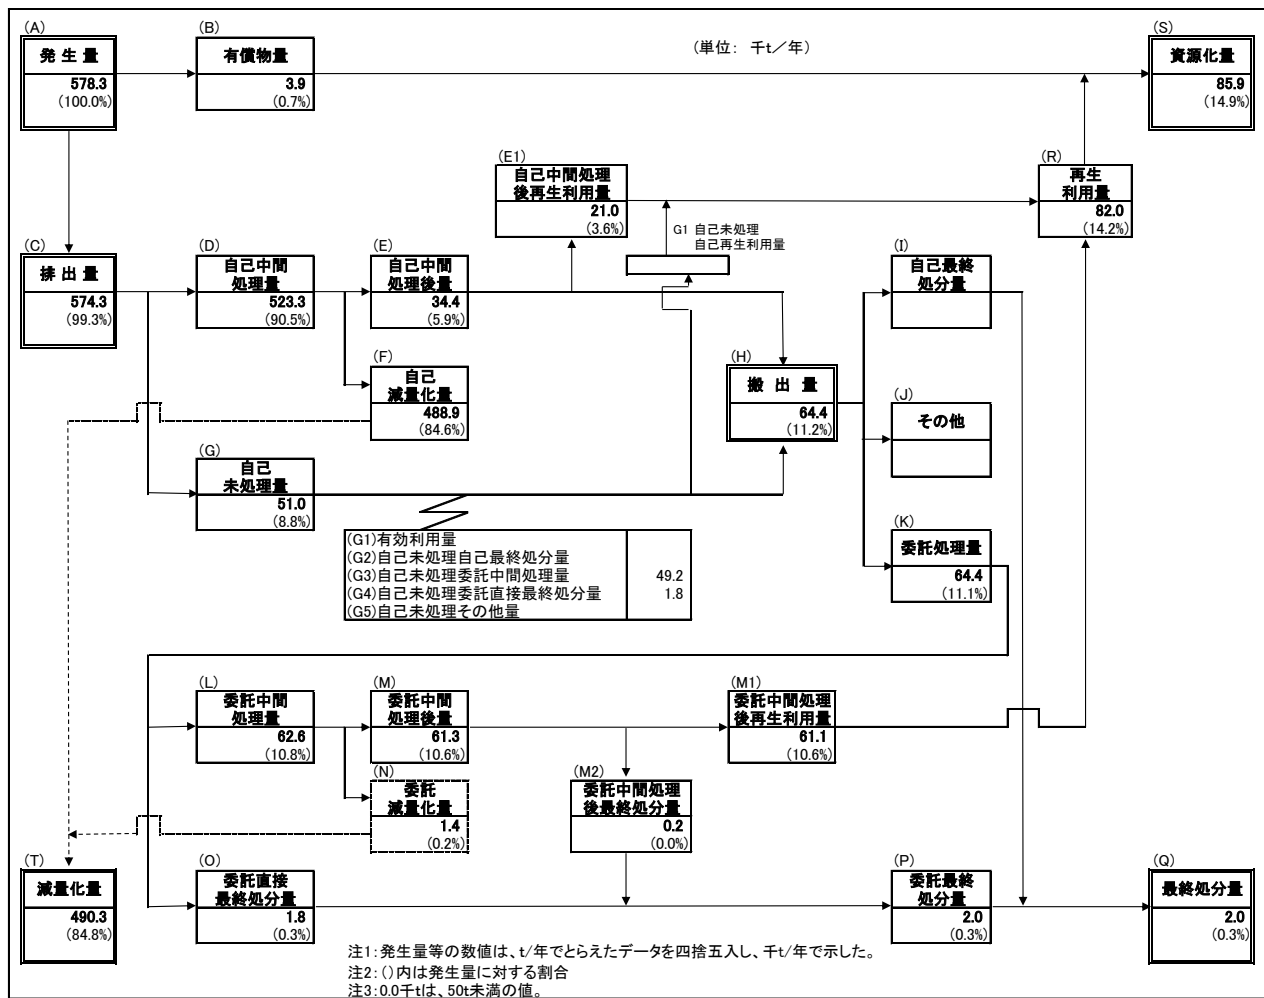 (A)
発生量
578.3
(100.0%)
(B)
有償物量
3.9
(0.7%)
(単位: 千t/年)
(S)
資源化量
85.9
(14.9%)
(E1)
自己中間処理
後再生利用量
21.0
(3.6%)
(R)
再生
利用量
82.0
(14.2%)
G1 自己未処理
自己再生利用量
(C)
排出量
574.3
(99.3%)
(D)
自己中間
処理量
523.3
(90.5%)
(E)
自己中間
処理後量
34.4
(5.9%)
(I)
自己最終
処分量
(F)
自己
減量化量
488.9
(84.6%)
(H)
搬出量
64.4
(11.2%)
(J)
その他
(G)
自己
未処理量
51.0
(8.8%)
(G1)有効利用量
(G2)自己未処理自己最終処分量
(G3)自己未処理委託中間処理量 49.2
(G4)自己未処理委託直接最終処分量 1.8
(G5)自己未処理その他量
(K)
委託処理量
64.4
(11.1%)
(L)
委託中間
処理量
62.6
(10.8%)
(M)
委託中間
処理後量
61.3
(10.6%)
(M1)
委託中間処理
後再生利用量
61.1
(10.6%)
(N)
委託
減量化量
1.4
(0.2%)
(M2)
委託中間処理
後最終処分量
0.2
(0.0%)
(T)
減量化量
490.3
(84.8%)
(O)
委託直接
最終処分量
1.8
(0.3%)
(P)
委託最終
処分量
2.0
(0.3%)
(Q)
最終処分量
2.0
(0.3%)
注1:発生量等の数値は、t/年でとらえたデータを四捨五入し、千t/年で示した。
注2:()内は発生量に対する割合
注3:0.0千tは、50t未満の値。